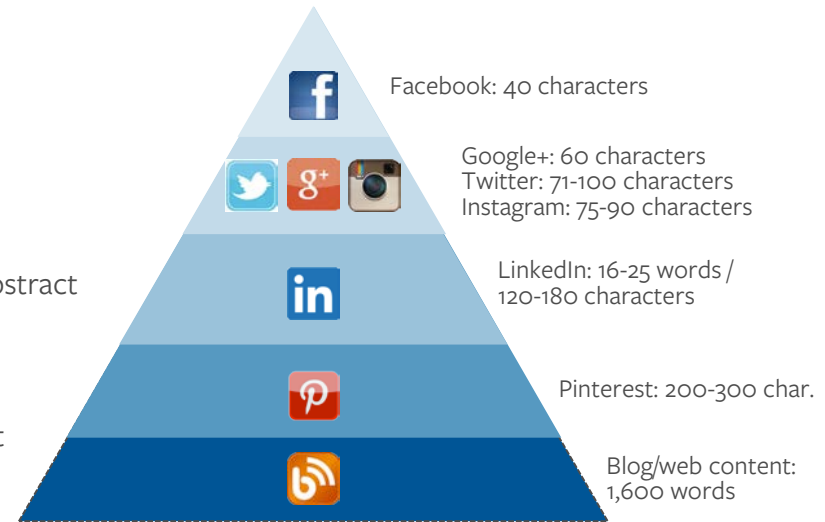 f
Facebook: 40 characters
g+
Google+: 60 characters
Twitter: 71-100 characters
Instagram: 75-90 characters
in
LinkedIn: 16-25 words /
120-180 characters
Pinterest: 200-300 char.
b
Blog/web content:
1,600 words